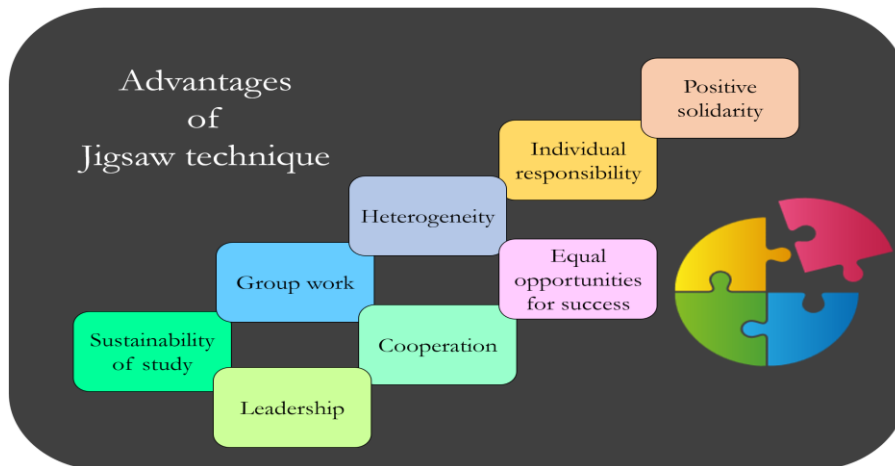 Advantages
of
Jigsaw technique
Positive
solidarity
Individual
responsibility
Heterogeneity
Equal
opportunities
for success
Group work
Cooperation
Sustainability
of study
Leadership